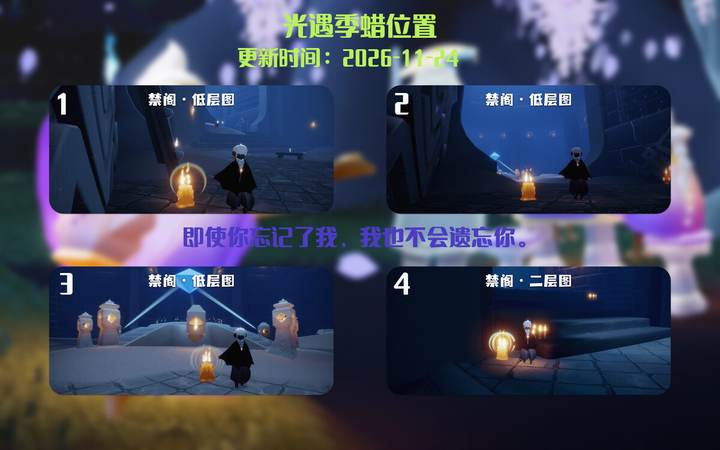 光遇季蜡位置
更新时间：2026-11-24
1
禁阁·低层图
2
禁阁·低层图
即使你忘记了我，我也不会遗忘你。
3
禁阁·低层图
4
禁阁·二层图